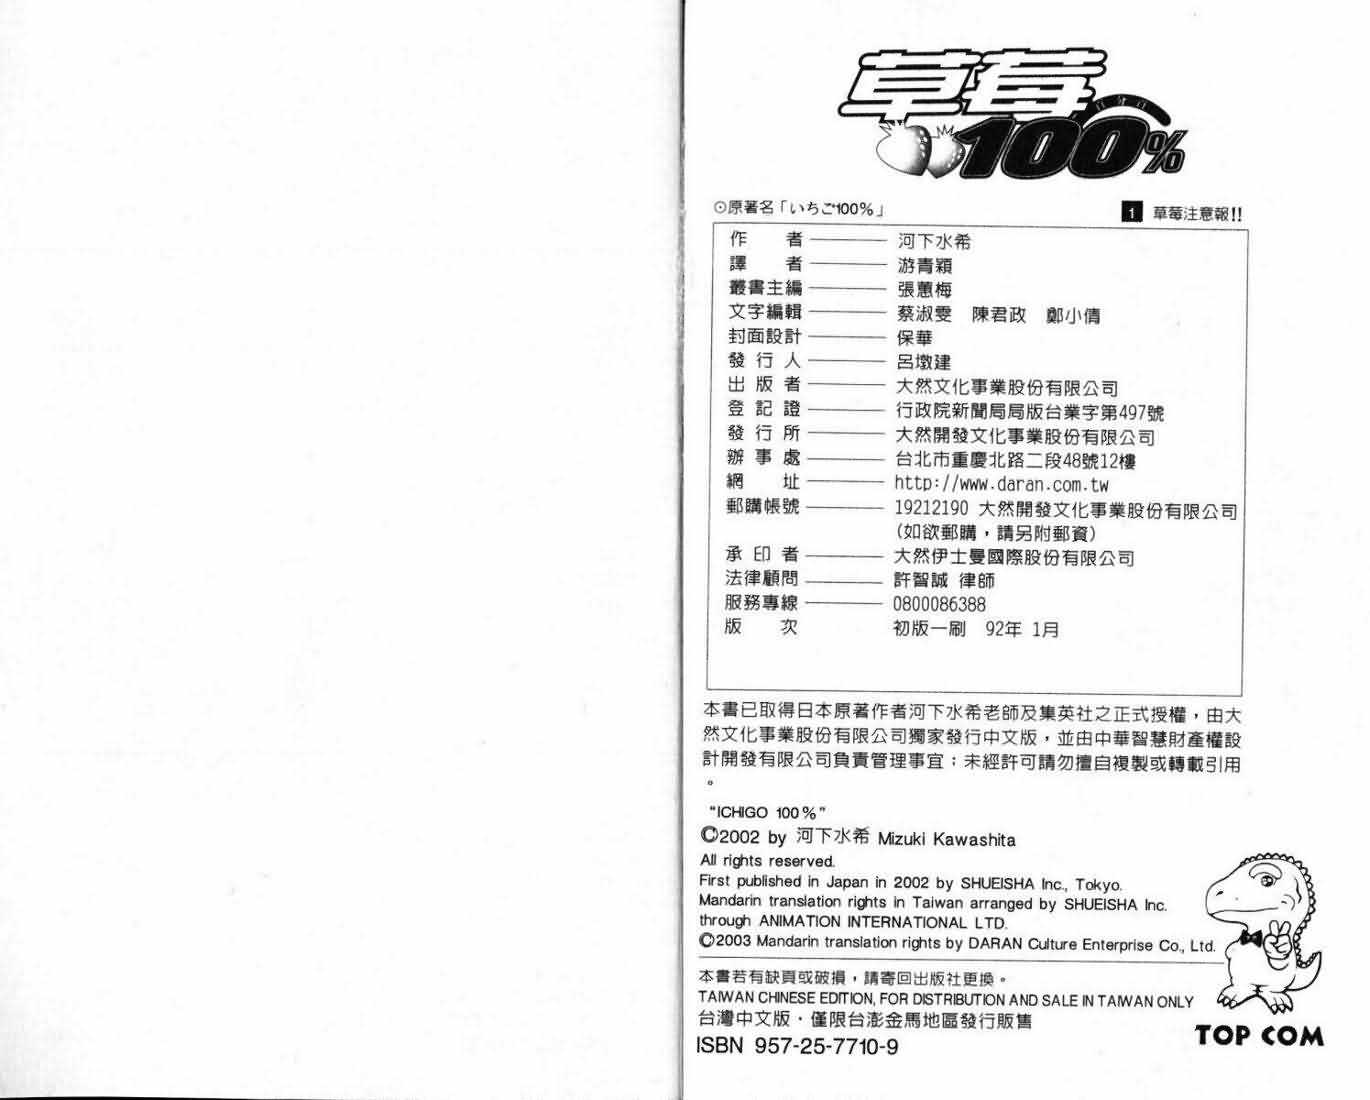 草莓
百分百
100%
⊙原著名「いちご100%」
1 草莓注意報!!
作者 河下水希
譯者 游青穎
叢書主編 張蕙梅
文字編輯 蔡淑雯 陳君政 鄭小倩
封面設計 保華
發行人 呂墩建
出版者 大然文化事業股份有限公司
登記證 行政院新聞局局版台業字第497號
發行所 大然開發文化事業股份有限公司
辦事處 台北市重慶北路二段48號12樓
網址 http://www.daran.com.tw
郵購帳號 19212190 大然開發文化事業股份有限公司
(如欲郵購，請另附郵資)
承印者 大然伊士曼國際股份有限公司
法律顧問 許智誠 律師
服務專線 0800086388
版次 初版一刷 92年 1月
本書已取得日本原著作者河下水希老師及集英社之正式授權，由大
然文化事業股份有限公司獨家發行中文版，並由中華智慧財產權設
計開發有限公司負責管理事宜；未經許可請勿擅自複製或轉載引用
。
“ICHIGO 100%”
©2002 by 河下水希 Mizuki Kawashita
All rights reserved.
First published in Japan in 2002 by SHUEISHA Inc., Tokyo.
Mandarin translation rights in Taiwan arranged by SHUEISHA Inc.
through ANIMATION INTERNATIONAL LTD.
©2003 Mandarin translation rights by DARAN Culture Enterprise Co., Ltd.
本書若有缺頁或破損，請寄回出版社更換。
TAIWAN CHINESE EDITION, FOR DISTRIBUTION AND SALE IN TAIWAN ONLY
台灣中文版・僅限台澎金馬地區發行販售
ISBN 957-25-7710-9
TOP COM